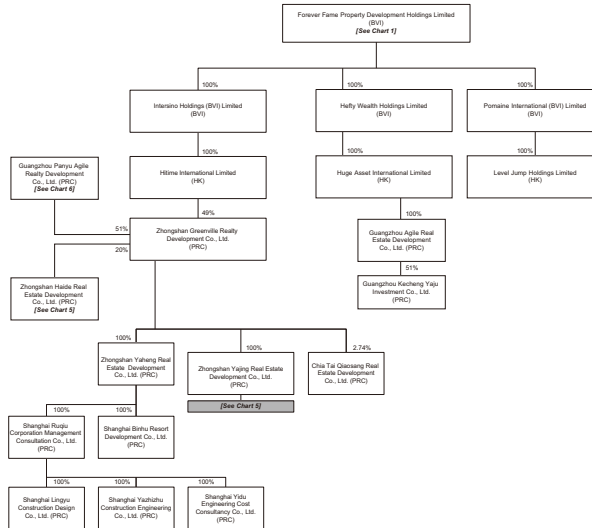 Forever Fame Property Development Holdings Limited
(BVI)
[See Chart 1]
100%
100%
100%
Intersino Holdings (BVI) Limited
(BVI)
Hefty Wealth Holdings Limited
(BVI)
Pomaine International (BVI) Limited
(BVI)
100%
100%
100%
Guangzhou Panyu Agile
Realty Development
Co., Ltd. (PRC)
[See Chart 6]
Hilime International Limited
(HK)
Huge Asset International Limited
(HK)
Level Jump Holdings Limited
(HK)
49%
100%
51%
Zhongshan Greenville Realty
Development Co., Ltd.
(PRC)
Guangzhou Agile Real
Estate Development
Co., Ltd.
(PRC)
20%
51%
Zhongshan Haide Real
Estate Development
Co., Ltd. (PRC)
[See Chart 5]
Guangzhou Kecheng Yaju
Investment Co., Ltd.
(PRC)
100%
100%
2.74%
Zhongshan Yaheng Real
Estate Development
Co., Ltd. (PRC)
Zhongshan Yajing Real Estate
Development Co., Ltd.
(PRC)
Chia Tai Qiaosang Real
Estate Development
Co., Ltd. (PRC)
[See Chart 5]
100%
100%
Shanghai Ruqiu
Corporation Management
Consultation Co., Ltd.
(PRC)
Shanghai Binhu Resort
Development Co., Ltd.
(PRC)
100%
100%
100%
Shanghai Lingyu
Construction Design
Co., Ltd. (PRC)
Shanghai Yazhizhu
Construction Engineering
Co., Ltd. (PRC)
Shanghai Yidu
Engineering Cost
Consultancy Co., Ltd.
(PRC)